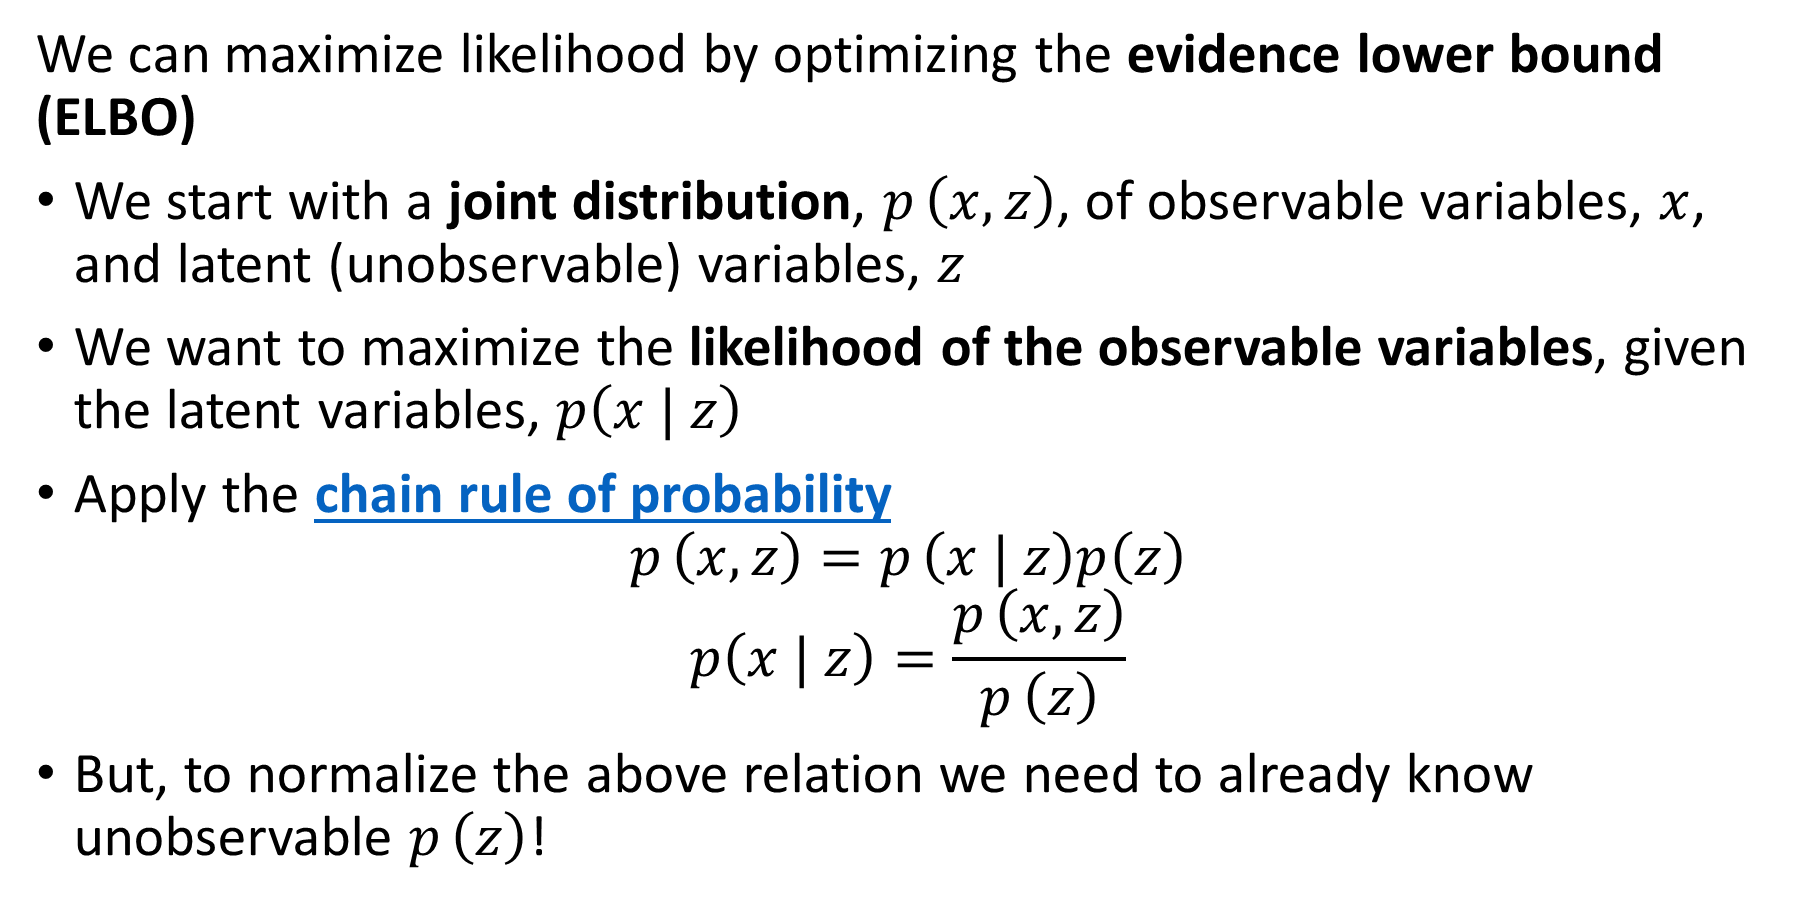 We can maximize likelihood by optimizing the evidence lower bound
(ELBO)
• We start with a joint distribution, p (x, z), of observable variables, x,
and latent (unobservable) variables, z
• We want to maximize the likelihood of the observable variables, given
the latent variables, p(x | z)
• Apply the chain rule of probability
p (x, z) = p (x | z)p(z)
p(x | z) = p (x, z) / p (z)
• But, to normalize the above relation we need to already know
unobservable p (z)!